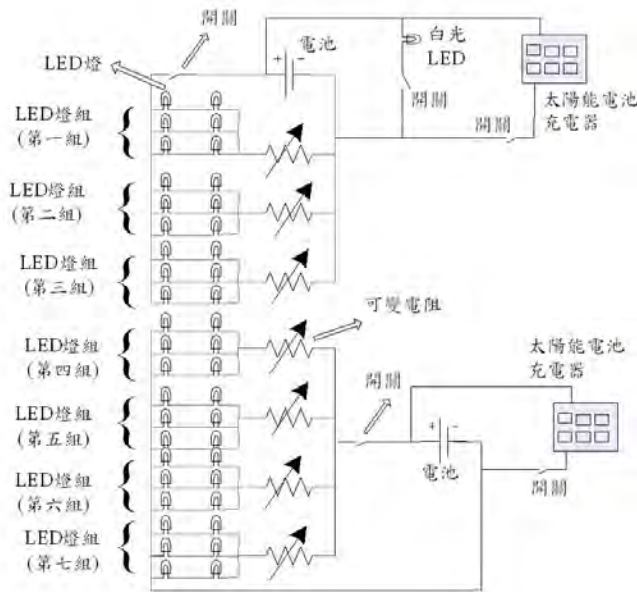 開關
電池
白光
LED
LED燈
開關
太陽能電池
充電器
開關
LED燈組
(第一組)
LED燈組
(第二組)
LED燈組
(第三組)
可變電阻
LED燈組
(第四組)
太陽能電池
充電器
開關
LED燈組
(第五組)
電池
開關
LED燈組
(第六組)
LED燈組
(第七組)